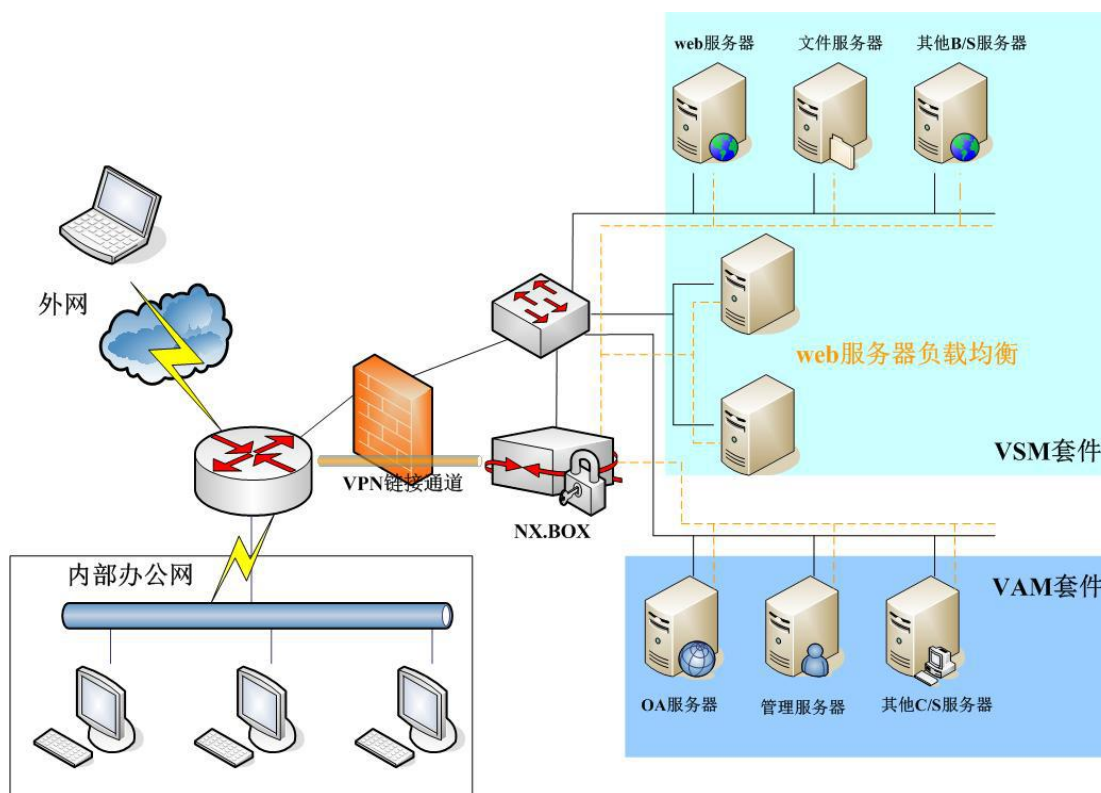 web服务器
文件服务器
其他B/S服务器
外网
web服务器负载均衡
VSM套件
VPN链接通道
NX.BOX
内部办公网
VAM套件
OA服务器
管理服务器
其他C/S服务器